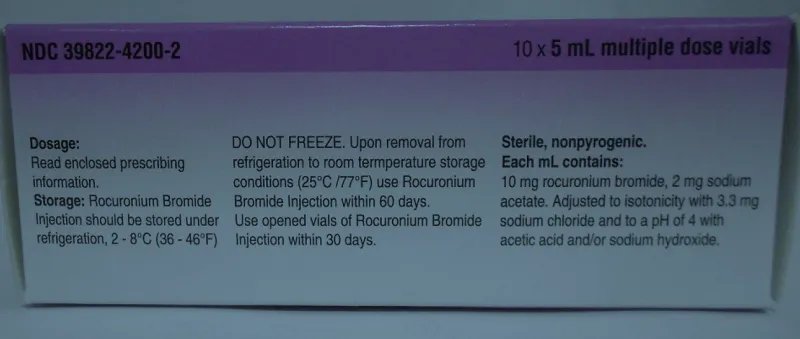 NDC 39822-4200-2
10 x 5 mL multiple dose vials
Dosage:
Read enclosed prescribing
information.
Storage: Rocuronium Bromide
Injection should be stored under
refrigeration, 2 - 8°C (36 - 46°F)
DO NOT FREEZE. Upon removal from
refrigeration to room termperature storage
conditions (25°C /77°F) use Rocuronium
Bromide Injection within 60 days.
Use opened vials of Rocuronium Bromide
Injection within 30 days.
Sterile, nonpyrogenic.
Each mL contains:
10 mg rocuronium bromide, 2 mg sodium
acetate. Adjusted to isotonicity with 3.3 mg
sodium chloride and to a pH of 4 with
acetic acid and/or sodium hydroxide.